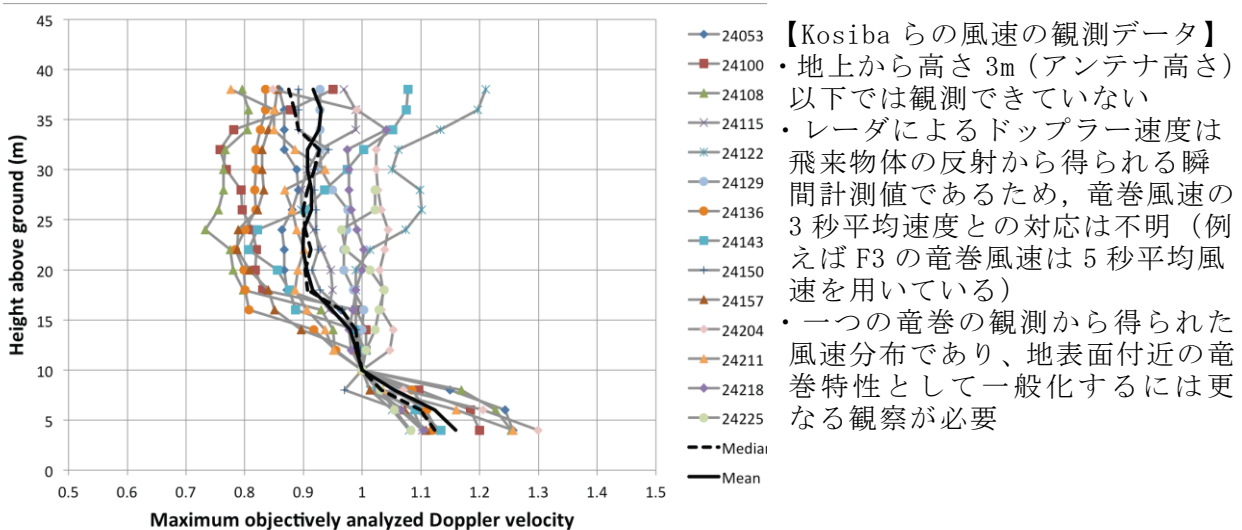 45
40
35
30
25
20
15
10
5
0
Height above ground (m)
0.5 0.6 0.7 0.8 0.9 1 1.1 1.2 1.3 1.4 1.5
Maximum objectively analyzed Doppler velocity
24053
24100
24108
24115
24122
24129
24136
24143
24150
24157
24204
24211
24218
24225
Median
Mean
【Kosiba らの風速の観測データ】
・地上から高さ 3m（アンテナ高さ）
以下では観測できていない
・レーダによるドップラー速度は
飛来物体の反射から得られる瞬
間計測値であるため，竜巻風速の
3 秒平均速度との対応は不明（例
えば F3 の竜巻風速は 5 秒平均風
速を用いている）
・一つの竜巻の観測から得られた
風速分布であり、地表面付近の竜
巻特性として一般化するには更
なる観察が必要